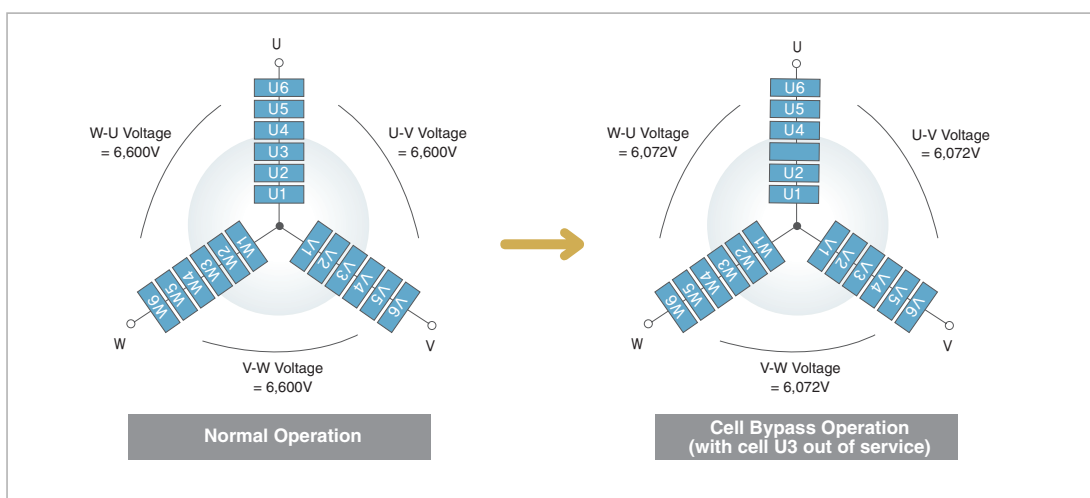 U
U6
U5
U4
U3
U2
U1
W-U Voltage
= 6,600V
U-V Voltage
= 6,600V
W1
W2
W3
W4
W5
W6
V1
V2
V3
V4
V5
V6
W
V
V-W Voltage
= 6,600V
Normal Operation
U
U6
U5
U4
U2
U1
W-U Voltage
= 6,072V
U-V Voltage
= 6,072V
W1
W2
W3
W4
W5
W6
V1
V2
V3
V4
V5
V6
W
V
V-W Voltage
= 6,072V
Cell Bypass Operation
(with cell U3 out of service)